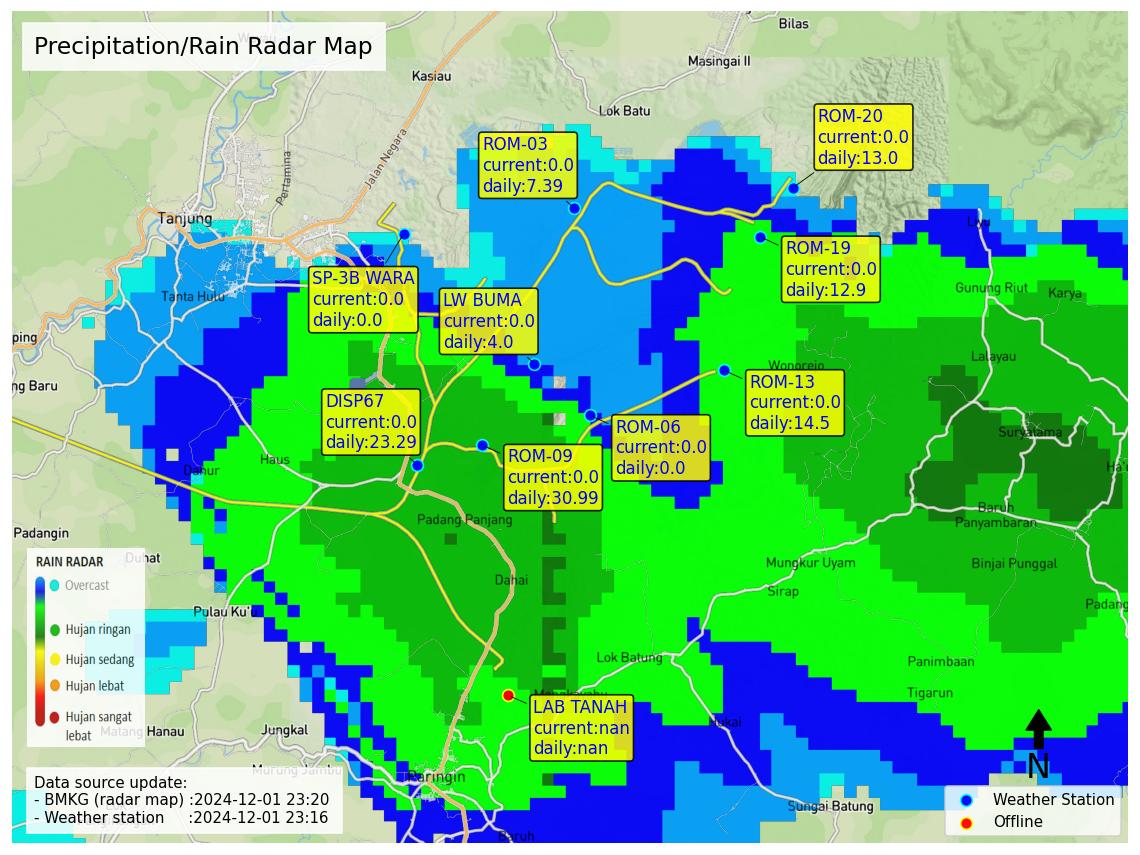 Precipitation/Rain Radar Map
Bilas
Masingai II
Kasiau
Lok Batu
Jalan Negara
Pertamina
Tanjung
Tanta Hulu
ping
ng Baru
ROM-03
current:0.0
daily:7.39
ROM-20
current:0.0
daily:13.0
ROM-19
current:0.0
daily:12.9
SP-3B WARA
current:0.0
daily:0.0
LW BUMA
current:0.0
daily:4.0
Liyu
Gunung Riut
Karya
Lalayau
Wonorejo
ROM-13
current:0.0
daily:14.5
DISP67
current:0.0
daily:23.29
ROM-06
current:0.0
daily:0.0
ROM-09
current:0.0
daily:30.99
Suryatama
Haus
Danur
Baruh
Panyambaran
Padang Panjang
Padangin
Duhat
Dahai
Mungkur Uyam
Binjai Punggal
Sirap
Padang
Pulau Ku'u
Lok Batung
Panimbaan
Tigarun
LAB TANAH
current:nan
daily:nan
Hukai
RAIN RADAR
Overcast
Hujan ringan
Hujan sedang
Hujan lebat
Hujan sangat
lebat
Matang Hanau
Jungkal
Murung Jambu
Paringin
Baruh
Sungai Batung
Data source update:
- BMKG (radar map) :2024-12-01 23:20
- Weather station :2024-12-01 23:16
N
Weather Station
Offline